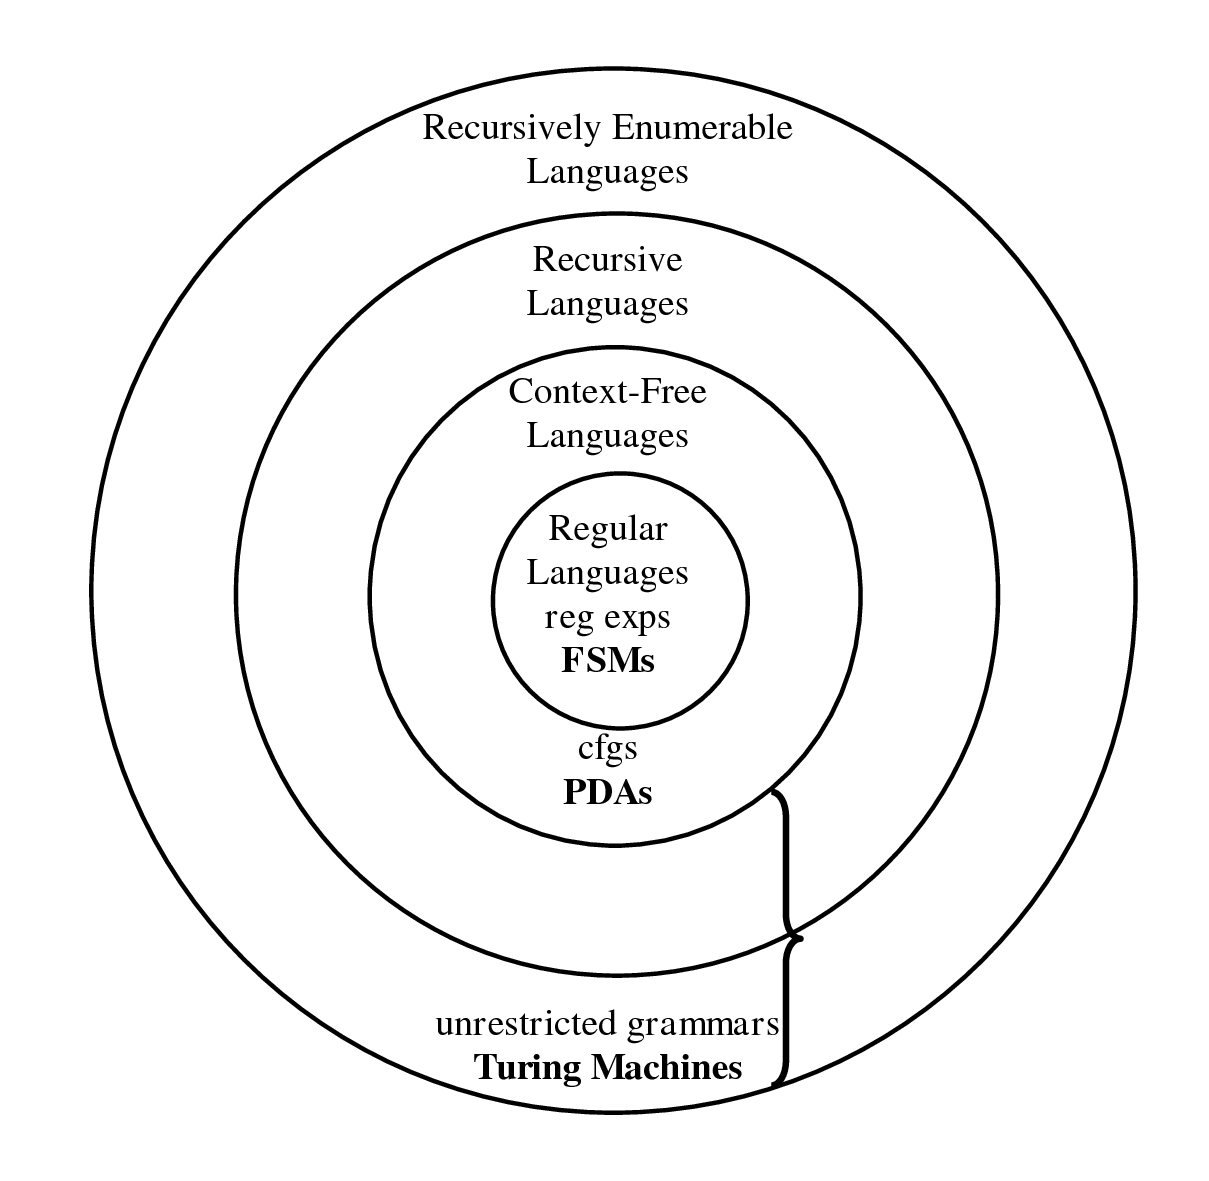 Recursively Enumerable
Languages
Recursive
Languages
Context-Free
Languages
Regular
Languages
reg exps
FSMs
cfgs
PDAs
unrestricted grammars
Turing Machines